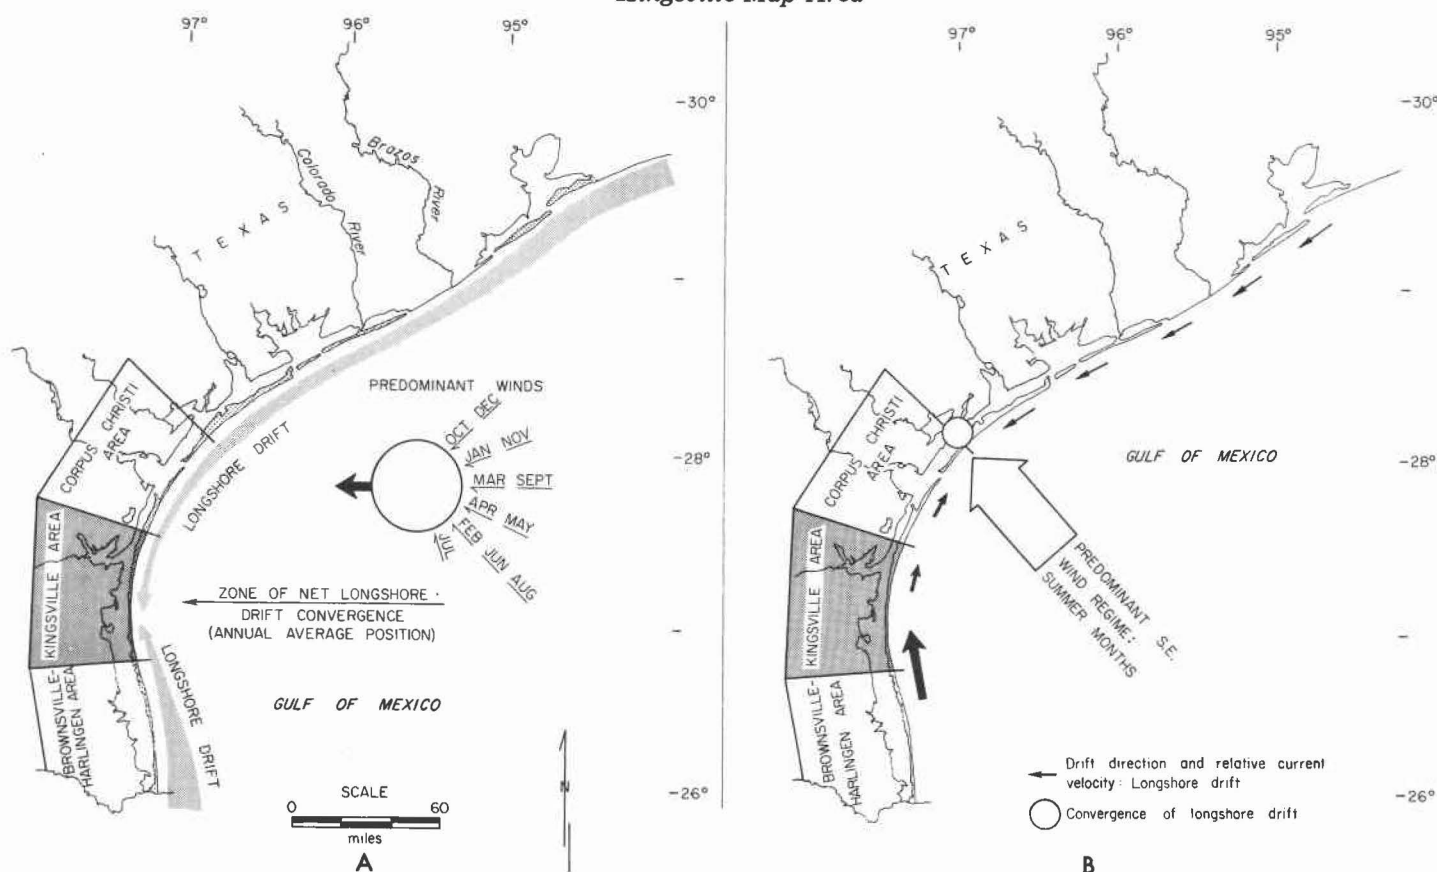 Kingsville Map Area
97° 96° 95°
-30°
Brazos
River
Colorado
River
TEXAS
PREDOMINANT WINDS
OCT DEC
JAN NOV
MAR SEPT
APR MAY
FEB JUN AUG
JUL
-28°
CORPUS CHRISTI
AREA
LONGSHORE DRIFT
KINGSVILLE AREA
ZONE OF NET LONGSHORE
DRIFT CONVERGENCE
(ANNUAL AVERAGE POSITION)
LONGSHORE DRIFT
BROWNSVILLE-
HARLINGEN AREA
GULF OF MEXICO
N
-26°
SCALE
0 60
miles
A
97° 96° 95°
-30°
TEXAS
CORPUS CHRISTI
AREA
GULF OF MEXICO
-28°
KINGSVILLE AREA
PREDOMINANT S.E.
WIND REGIME:
SUMMER MONTHS
BROWNSVILLE-
HARLINGEN AREA
Drift direction and relative current
velocity: Longshore drift
Convergence of longshore drift
-26°
B